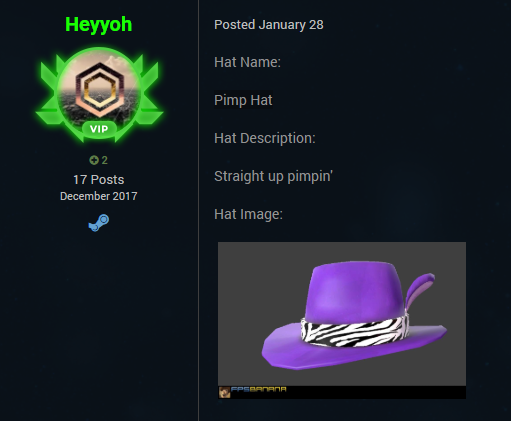 Heyyoh
VIP
2
17 Posts
December 2017
Posted January 28
Hat Name:
Pimp Hat
Hat Description:
Straight up pimpin'
Hat Image:
FPSBANANA